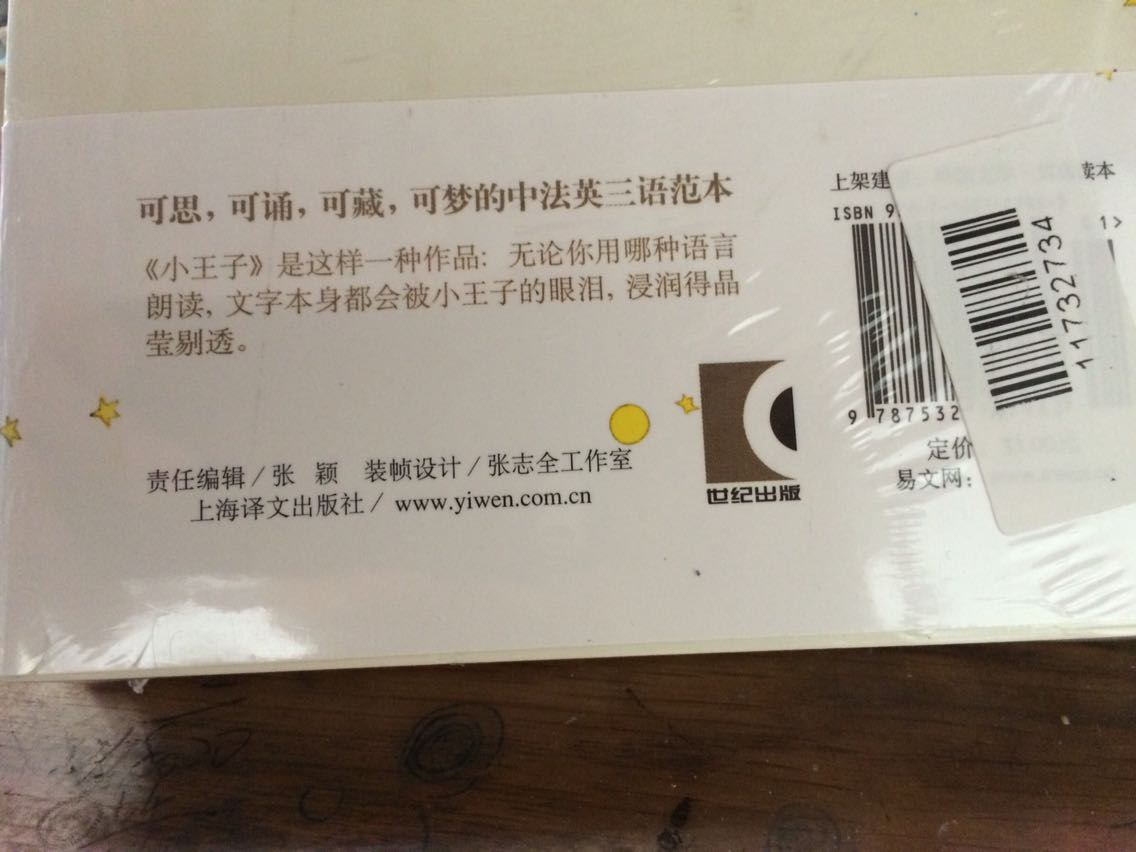 可思，可诵，可藏，可梦的中法英三语范本
《小王子》是这样一种作品：无论你用哪种语言
朗读，文字本身都会被小王子的眼泪，浸润得晶
莹剔透。
责任编辑/张 颖 装帧设计/张志全工作室
上海译文出版社/ www.yiwen.com.cn
世纪出版
上架建 读本
ISBN 9
1>
9 787532
定价
易文网：
11732734